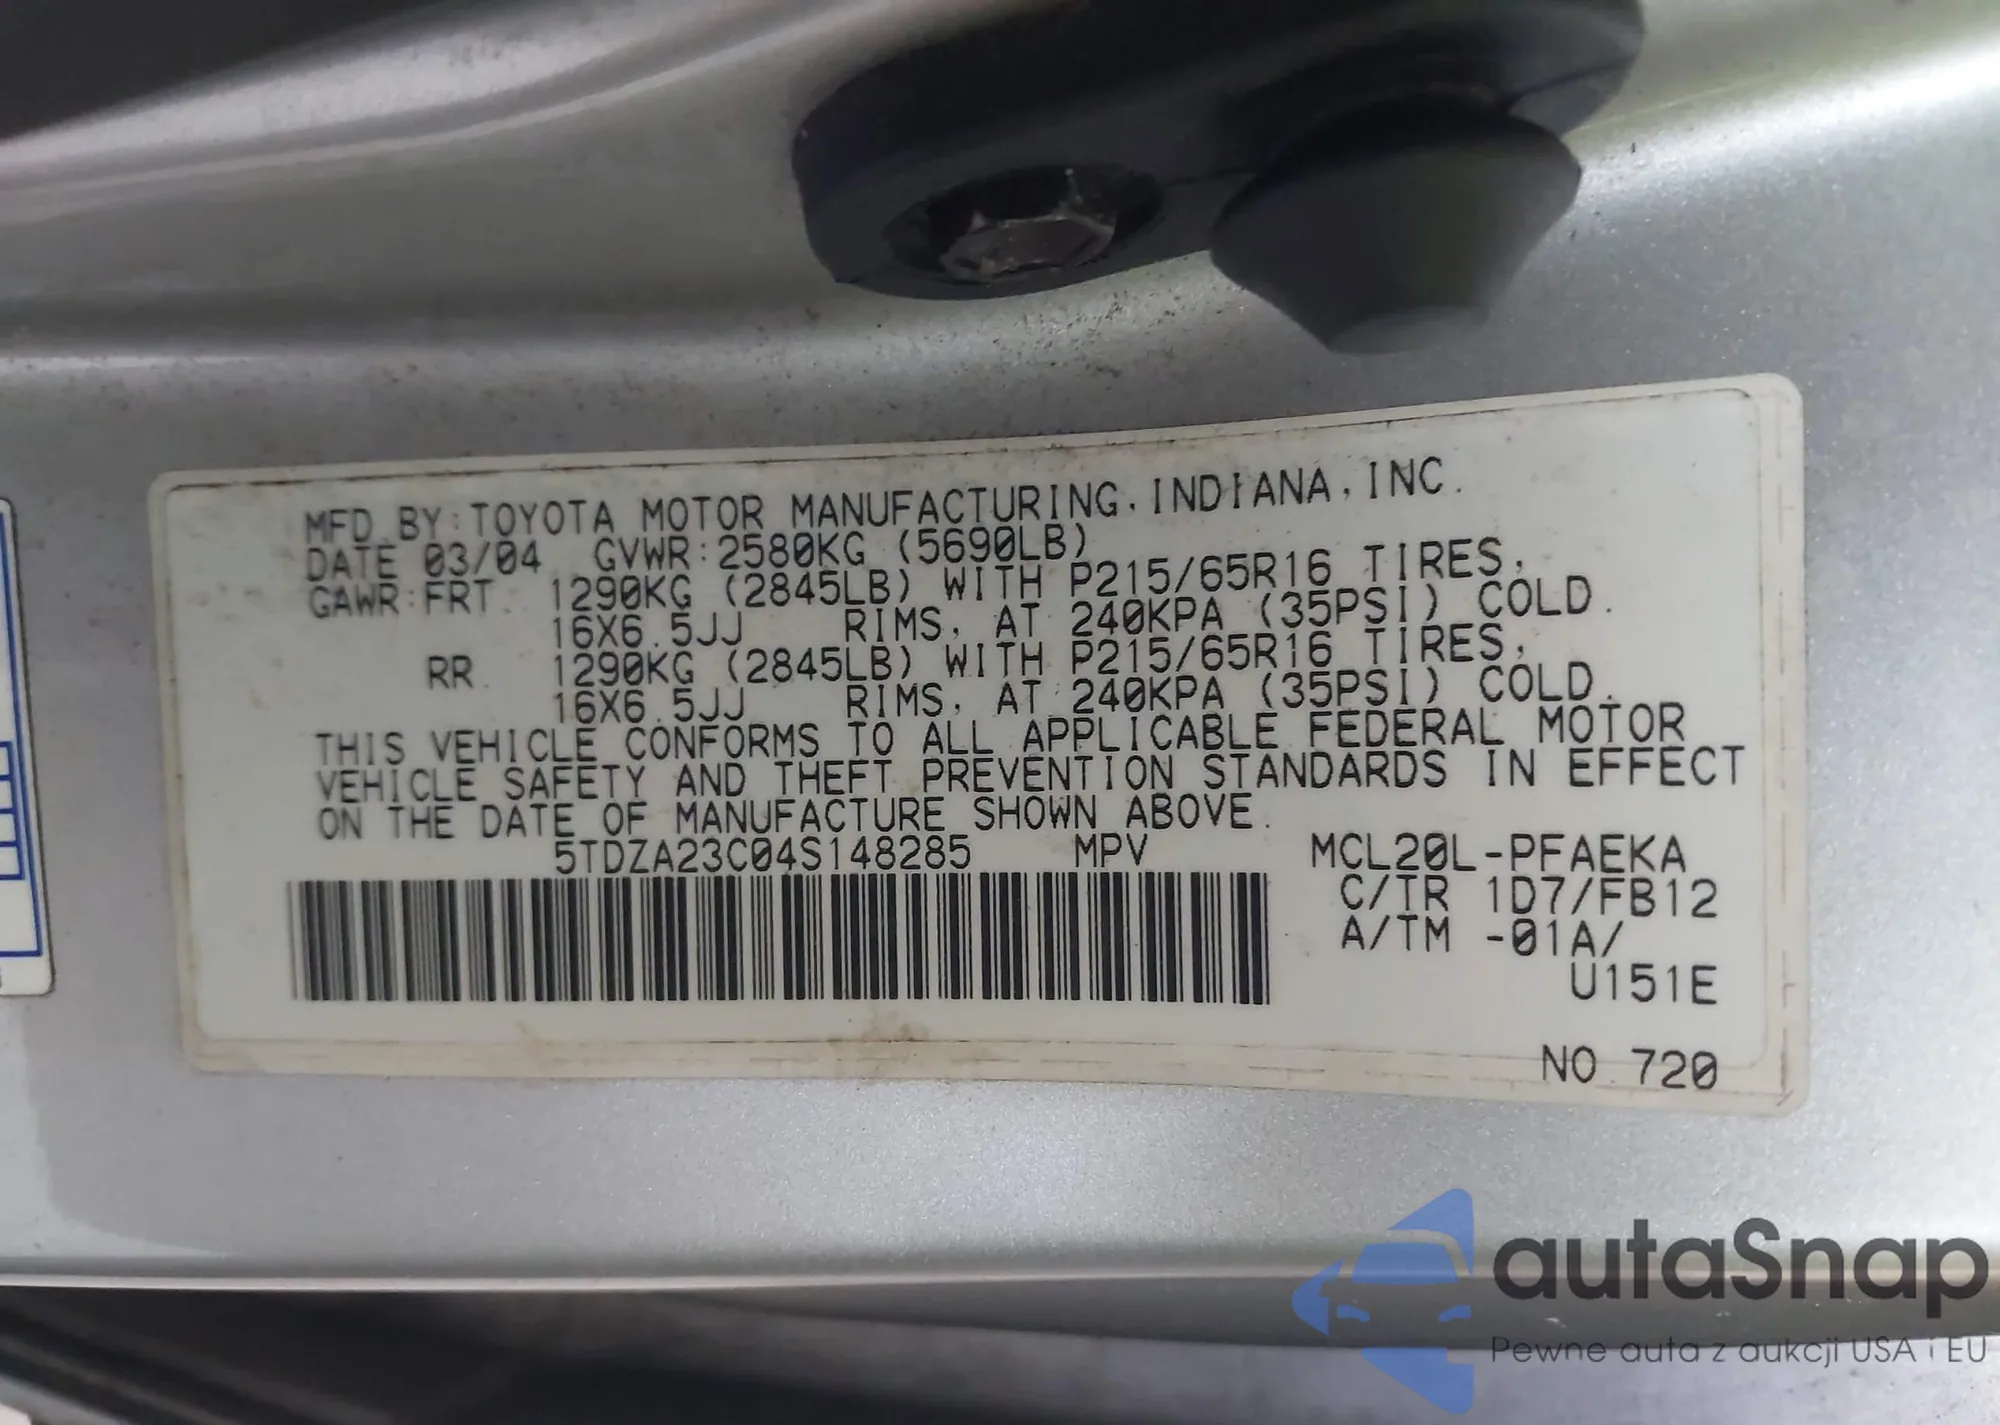 MFD.BY:TOYOTA MOTOR MANUFACTURING,INDIANA,INC.
DATE 03/04 GVWR:2580KG (5690LB)
GAWR:FRT. 1290KG (2845LB) WITH P215/65R16 TIRES,
16X6.5JJ RIMS, AT 240KPA (35PSI) COLD.
RR. 1290KG (2845LB) WITH P215/65R16 TIRES,
16X6.5JJ RIMS, AT 240KPA (35PSI) COLD.
THIS VEHICLE CONFORMS TO ALL APPLICABLE FEDERAL MOTOR
VEHICLE SAFETY AND THEFT PREVENTION STANDARDS IN EFFECT
ON THE DATE OF MANUFACTURE SHOWN ABOVE.
5TDZA23C04S148285 MPV MCL20L-PFAEKA
C/TR 1D7/FB12
A/TM -01A/
U151E
NO.720
autaSnap
Pewne auta z aukcji USA i EU